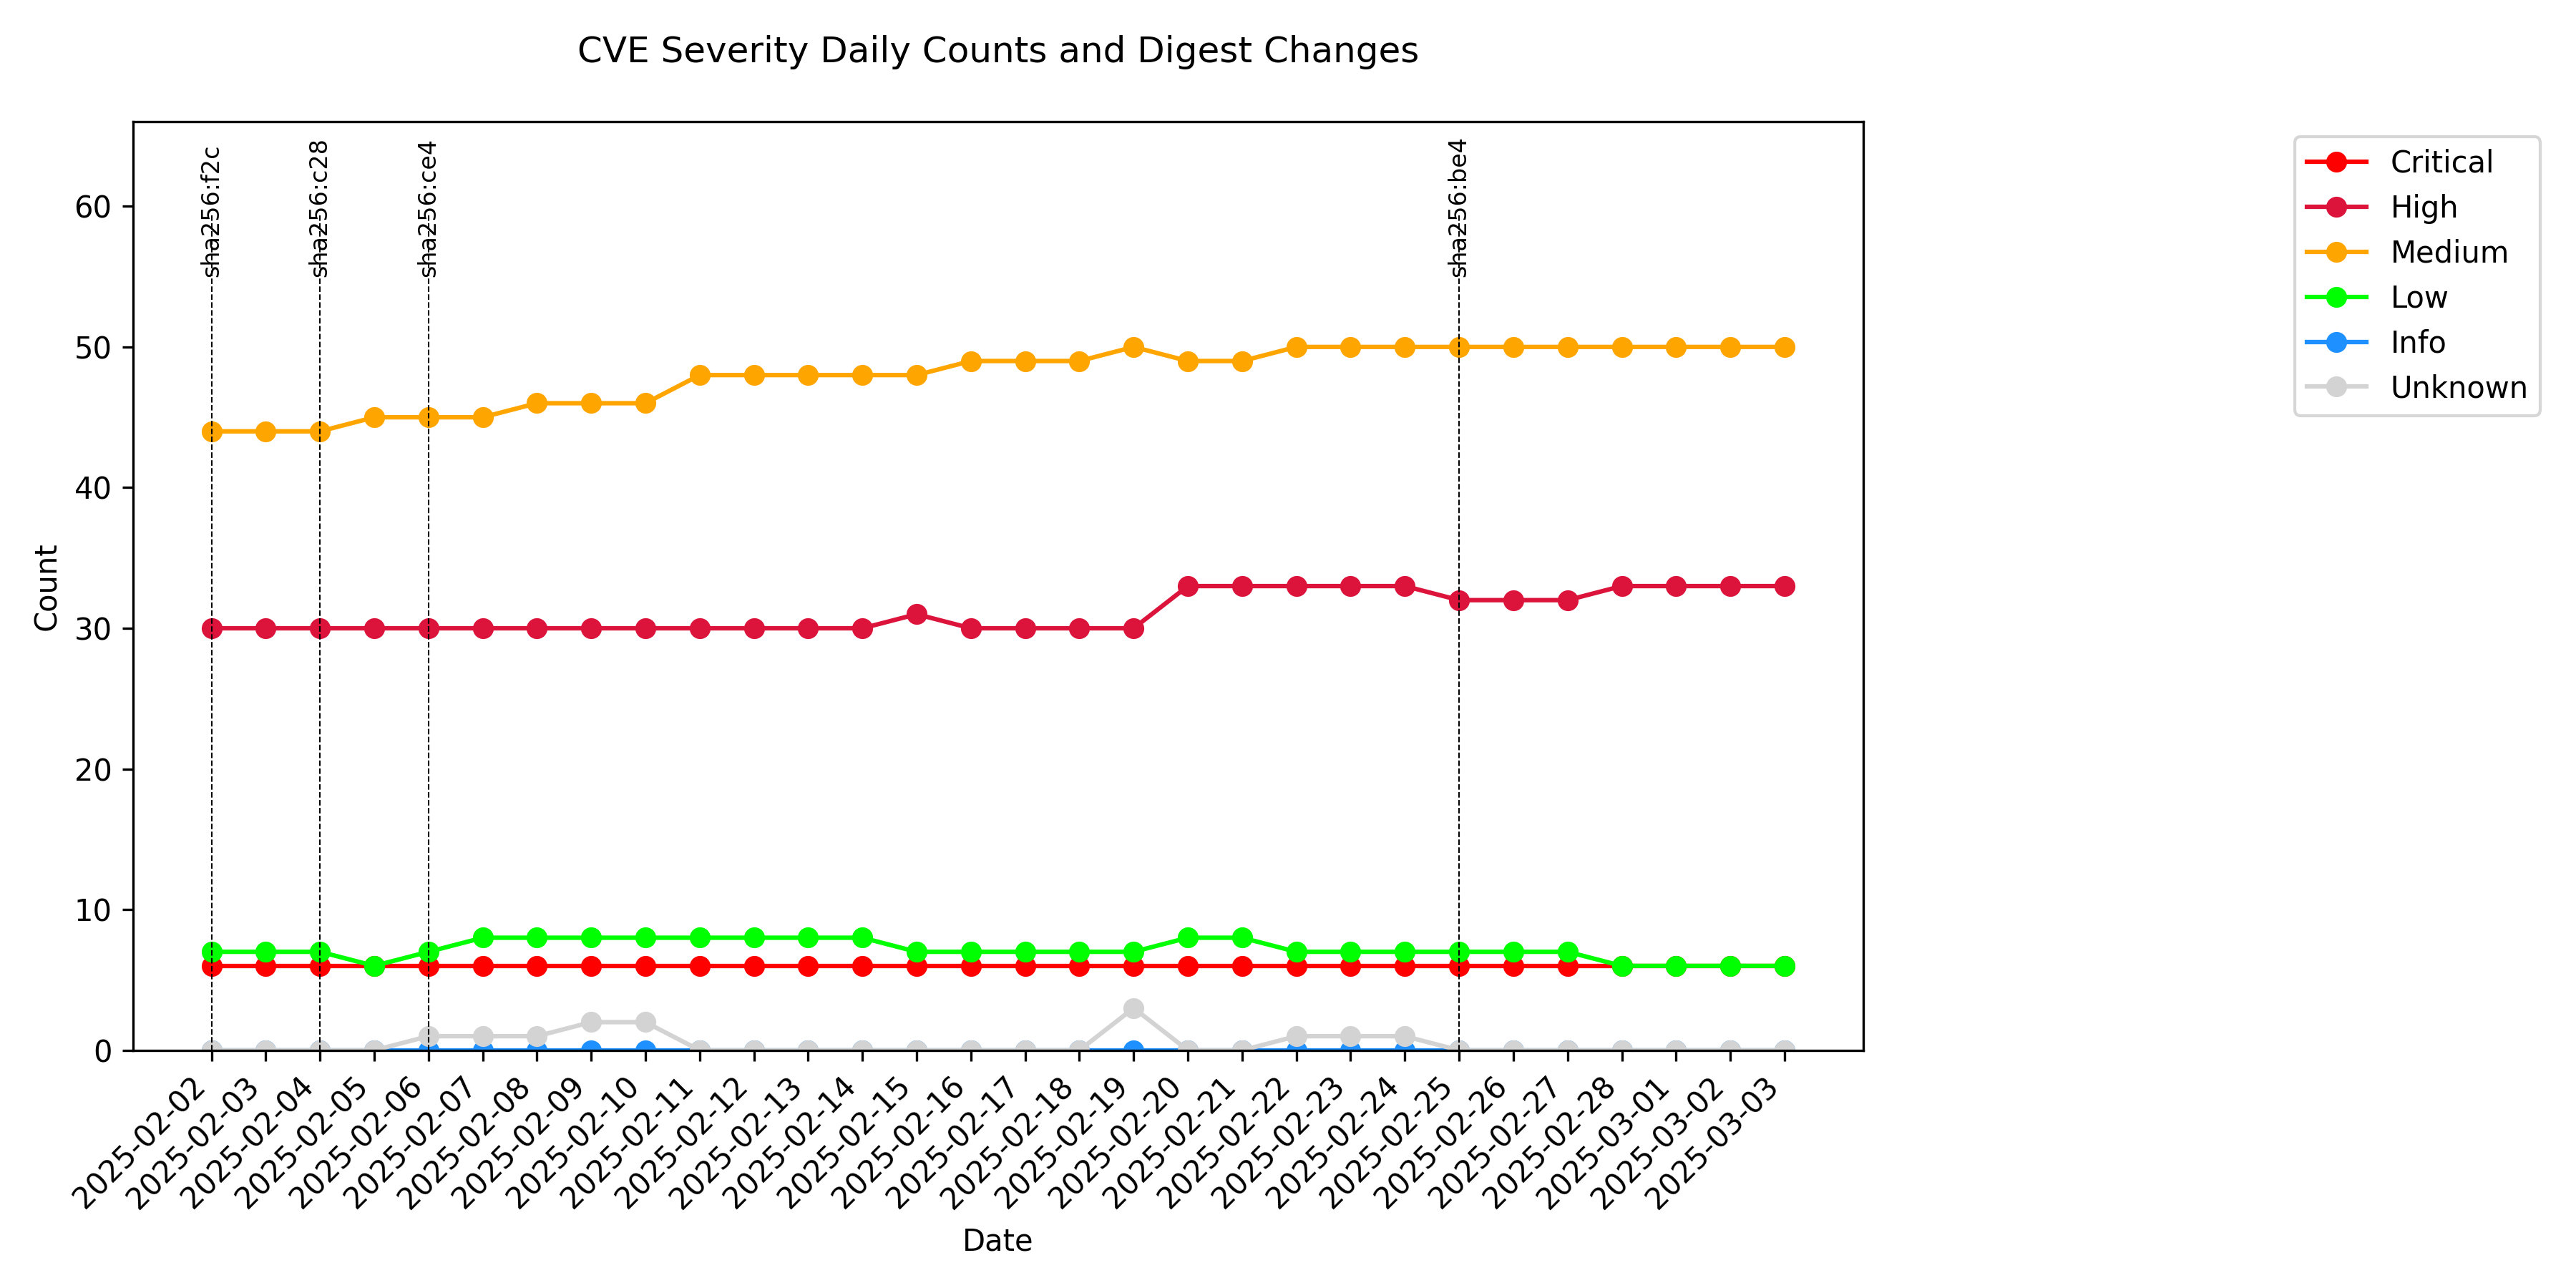 CVE Severity Daily Counts and Digest Changes
sha256:f2c
sha256:c28
sha256:ce4
sha256:be4
Critical
High
Medium
Low
Info
Unknown
Count
60
50
40
30
20
10
0
2025-02-02
2025-02-03
2025-02-04
2025-02-05
2025-02-06
2025-02-07
2025-02-08
2025-02-09
2025-02-10
2025-02-11
2025-02-12
2025-02-13
2025-02-14
2025-02-15
2025-02-16
2025-02-17
2025-02-18
2025-02-19
2025-02-20
2025-02-21
2025-02-22
2025-02-23
2025-02-24
2025-02-25
2025-02-26
2025-02-27
2025-02-28
2025-03-01
2025-03-02
2025-03-03
Date